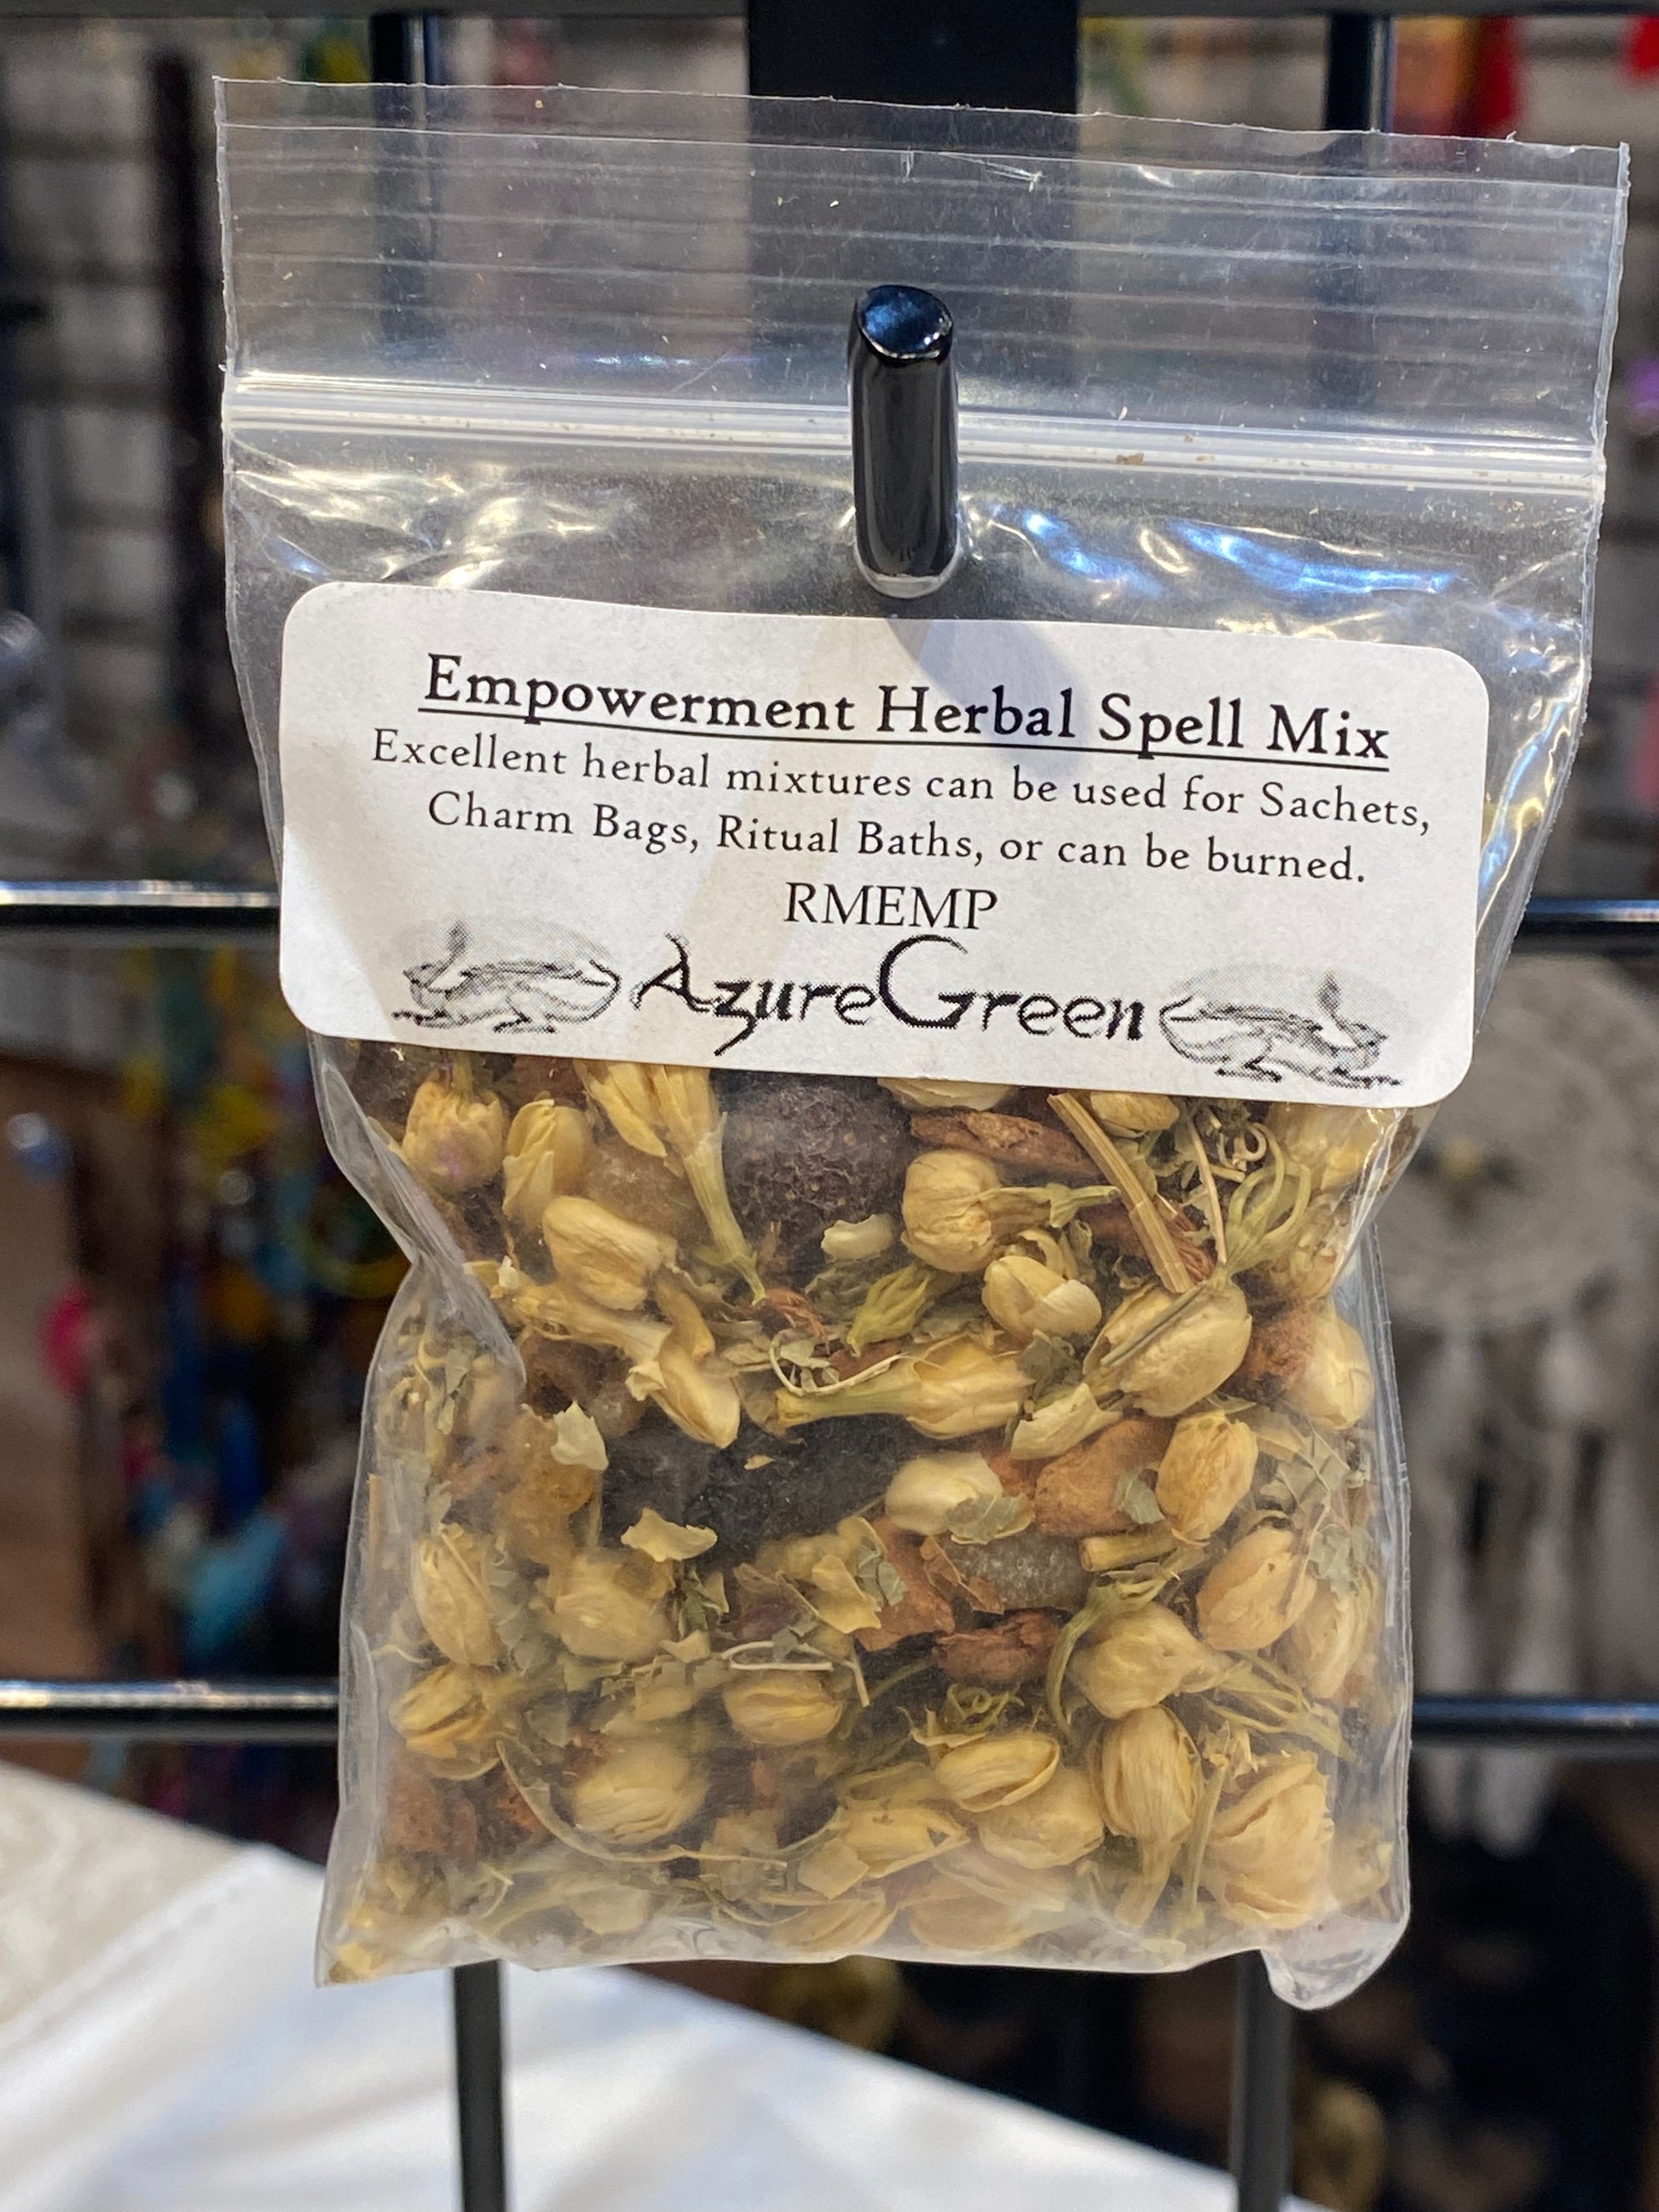 Empowerment Herbal Spell Mix
Excellent herbal mixtures can be used for Sachets,
Charm Bags, Ritual Baths, or can be burned.
RMEMP
AzureGreen